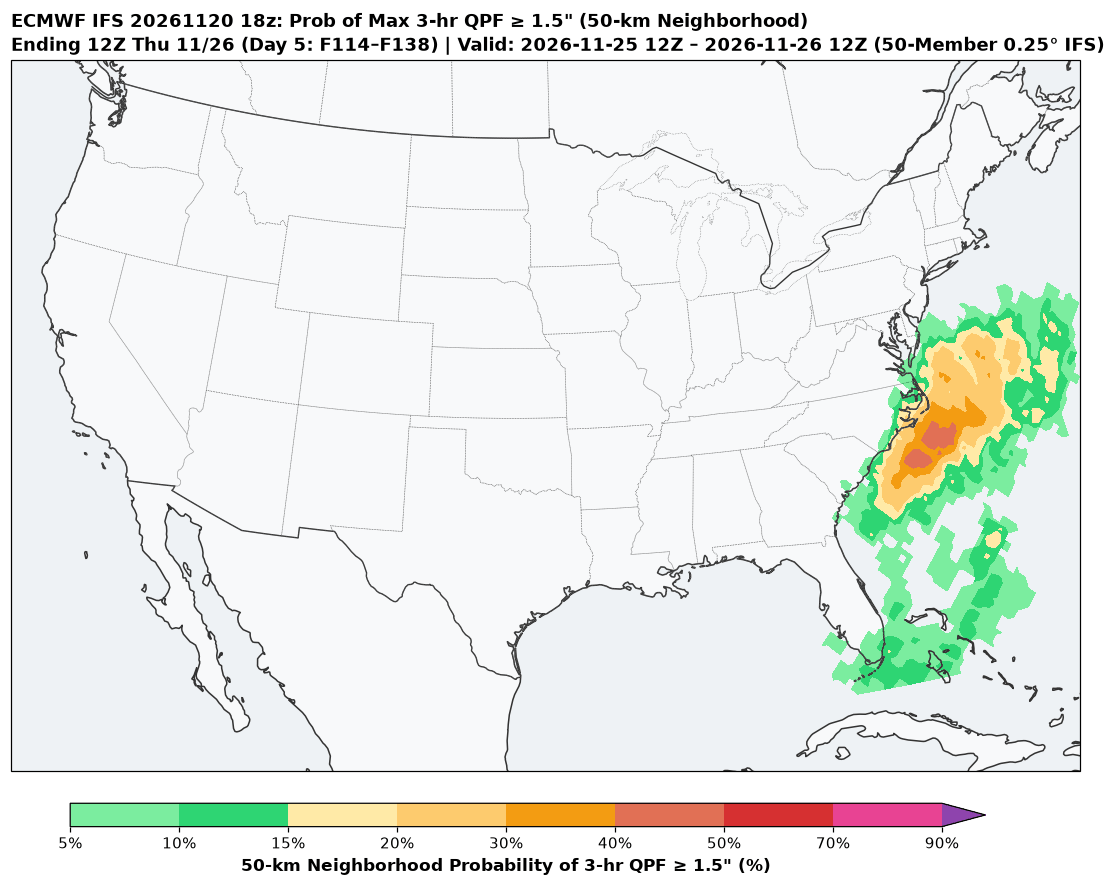 ECMWF IFS 20261120 18z: Prob of Max 3-hr QPF ≥ 1.5" (50-km Neighborhood)
Ending 12Z Thu 11/26 (Day 5: F114–F138) | Valid: 2026-11-25 12Z – 2026-11-26 12Z (50-Member 0.25° IFS)
5% 10% 15% 20% 30% 40% 50% 70% 90%
50-km Neighborhood Probability of 3-hr QPF ≥ 1.5" (%)